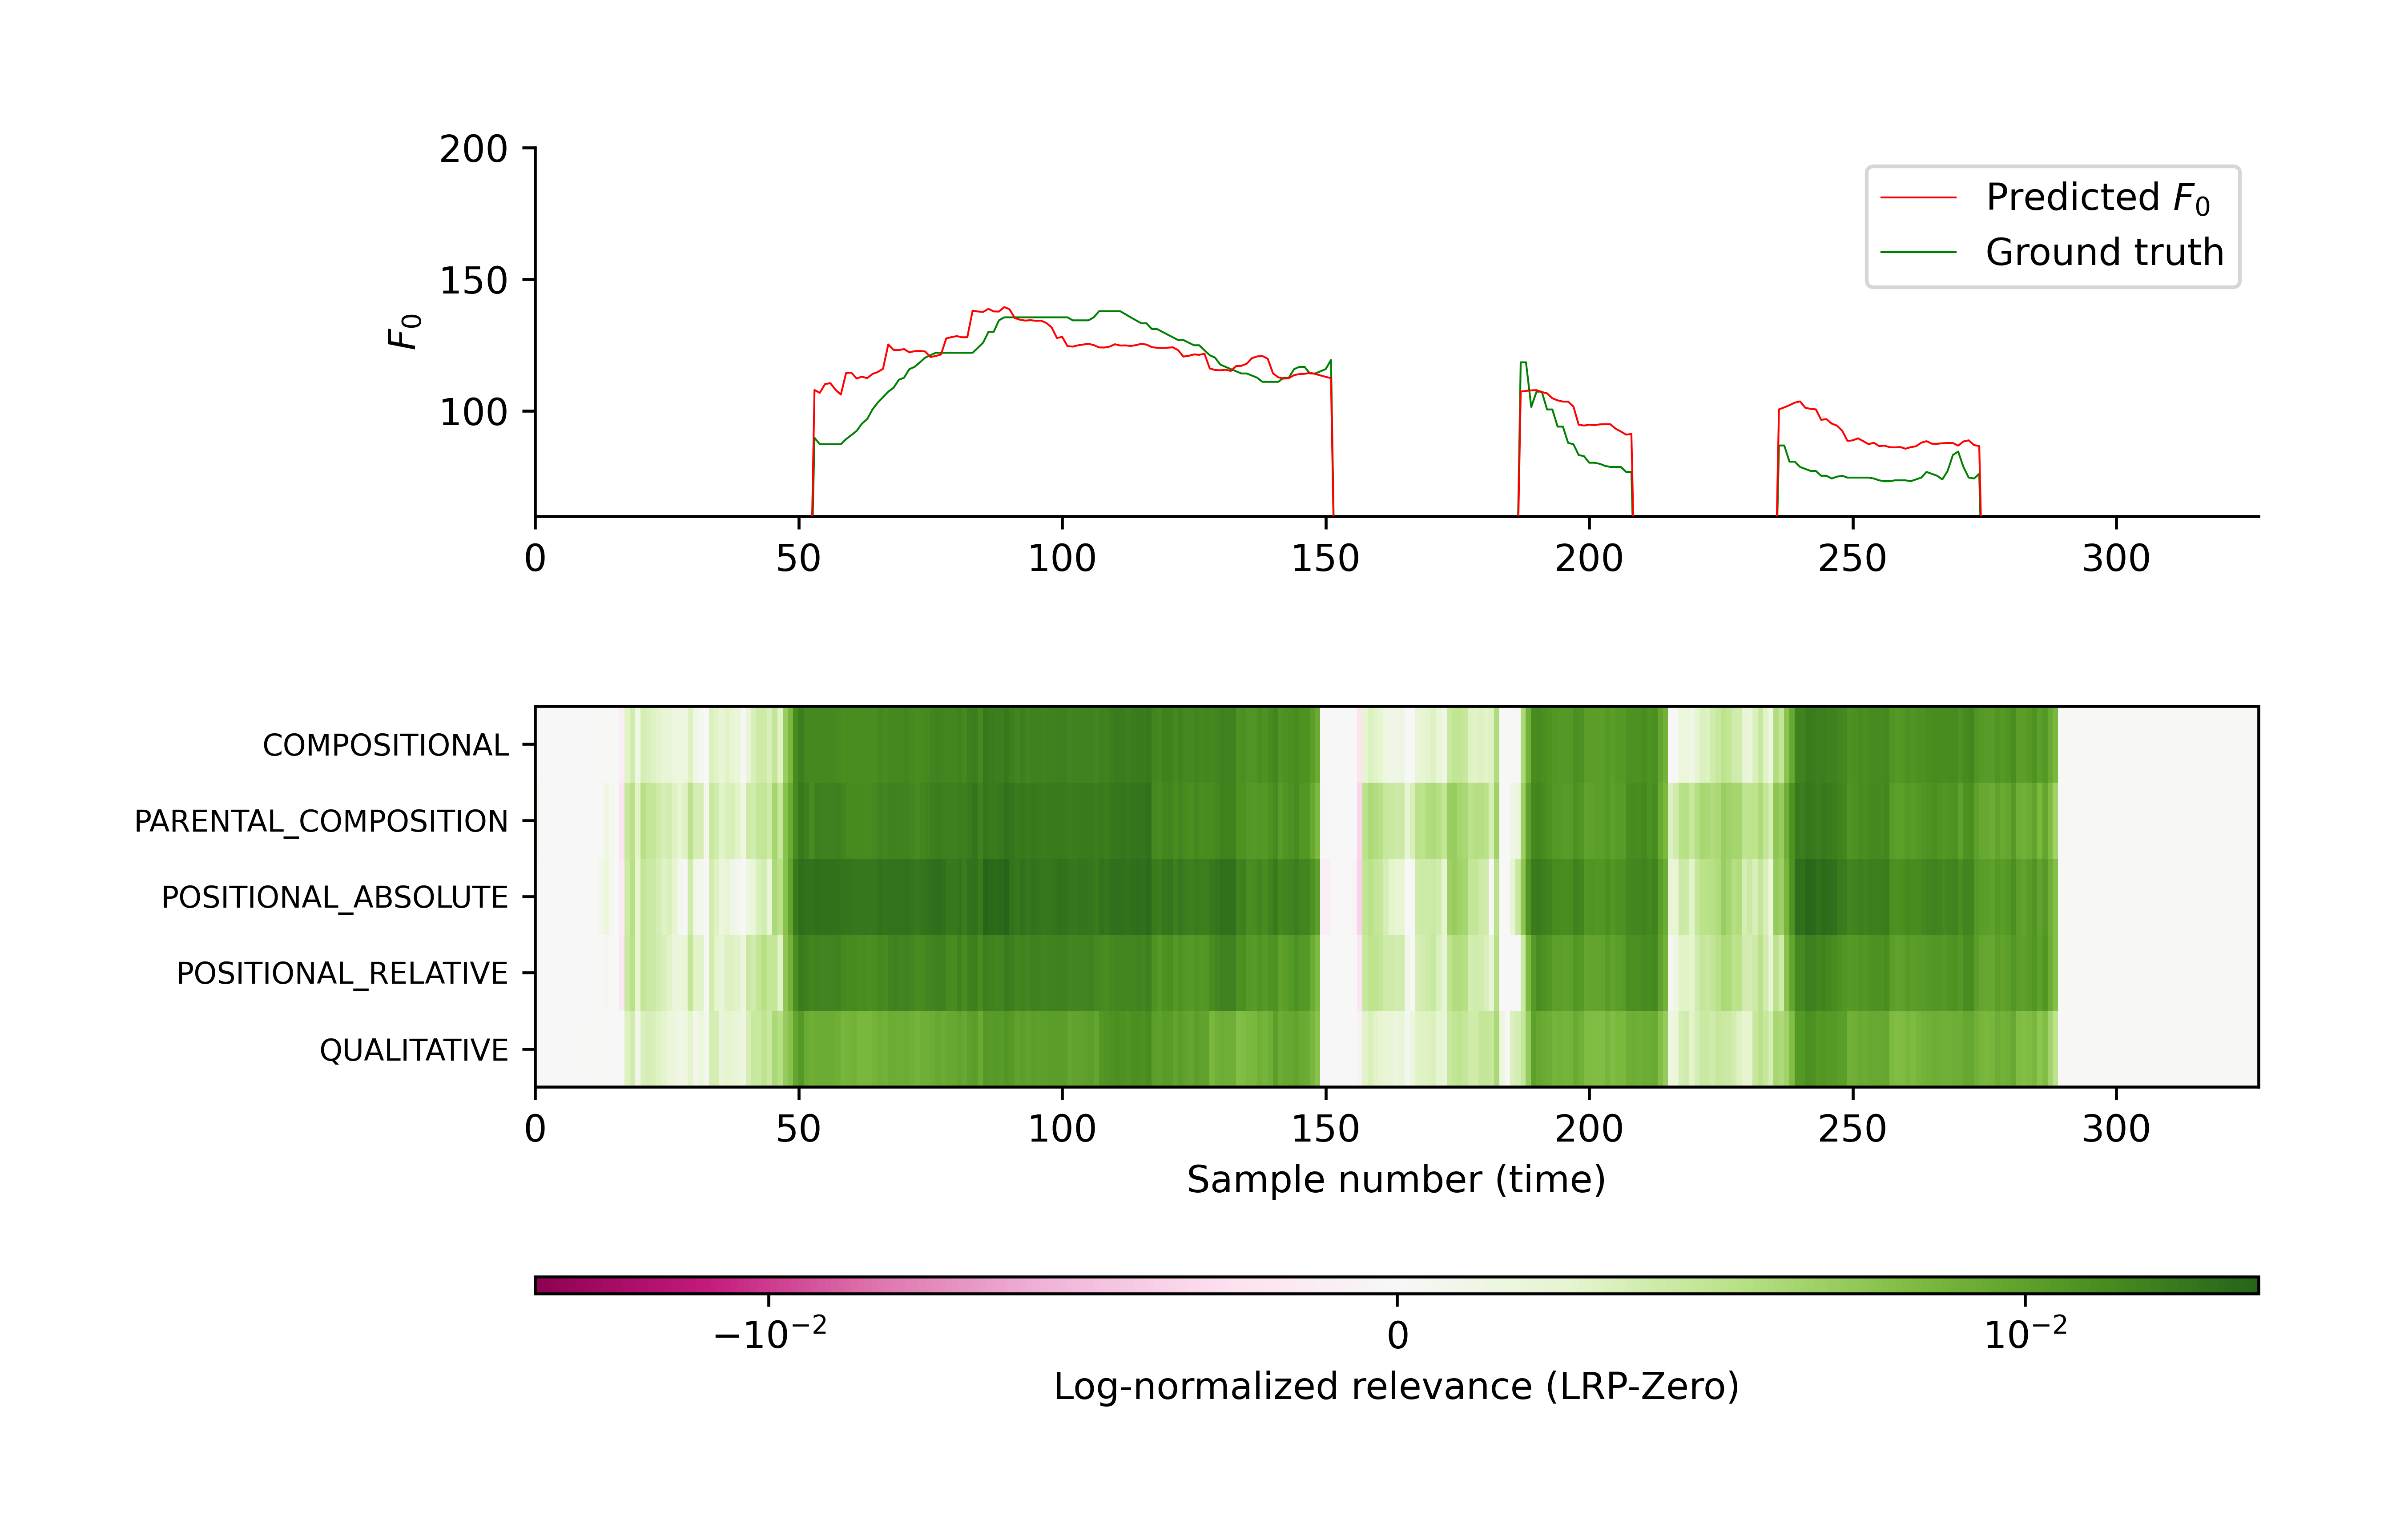 200
150
100
F0
Predicted F0
Ground truth
0 50 100 150 200 250 300
COMPOSITIONAL
PARENTAL_COMPOSITION
POSITIONAL_ABSOLUTE
POSITIONAL_RELATIVE
QUALITATIVE
0 50 100 150 200 250 300
Sample number (time)
−10−2 0 10−2
Log-normalized relevance (LRP-Zero)